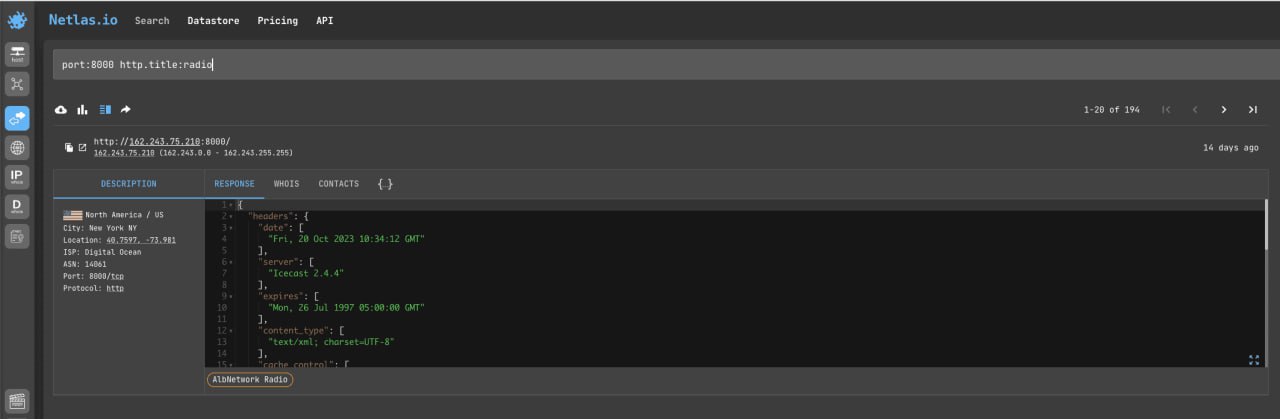 Netlas.io Search Datastore Pricing API
host
port:8000 http.title:radio
1-20 of 194
http://162.243.75.210:8000/
162.243.75.210 (162.243.0.0 - 162.243.255.255)
14 days ago
IP
whois
D
whois
DESCRIPTION
RESPONSE WHOIS CONTACTS {..}
North America / US
City: New York NY
Location: 40.7597, -73.981
ISP: Digital Ocean
ASN: 14061
Port: 8000/tcp
Protocol: http
1 {
2 "headers": {
3 "date": [
4 "Fri, 20 Oct 2023 10:34:12 GMT"
5 ],
6 "server": [
7 "Icecast 2.4.4"
8 ],
9 "expires": [
10 "Mon, 26 Jul 1997 05:00:00 GMT"
11 ],
12 "content_type": [
13 "text/xml; charset=UTF-8"
14 ],
15 "cache_control": [
AlbNetwork Radio